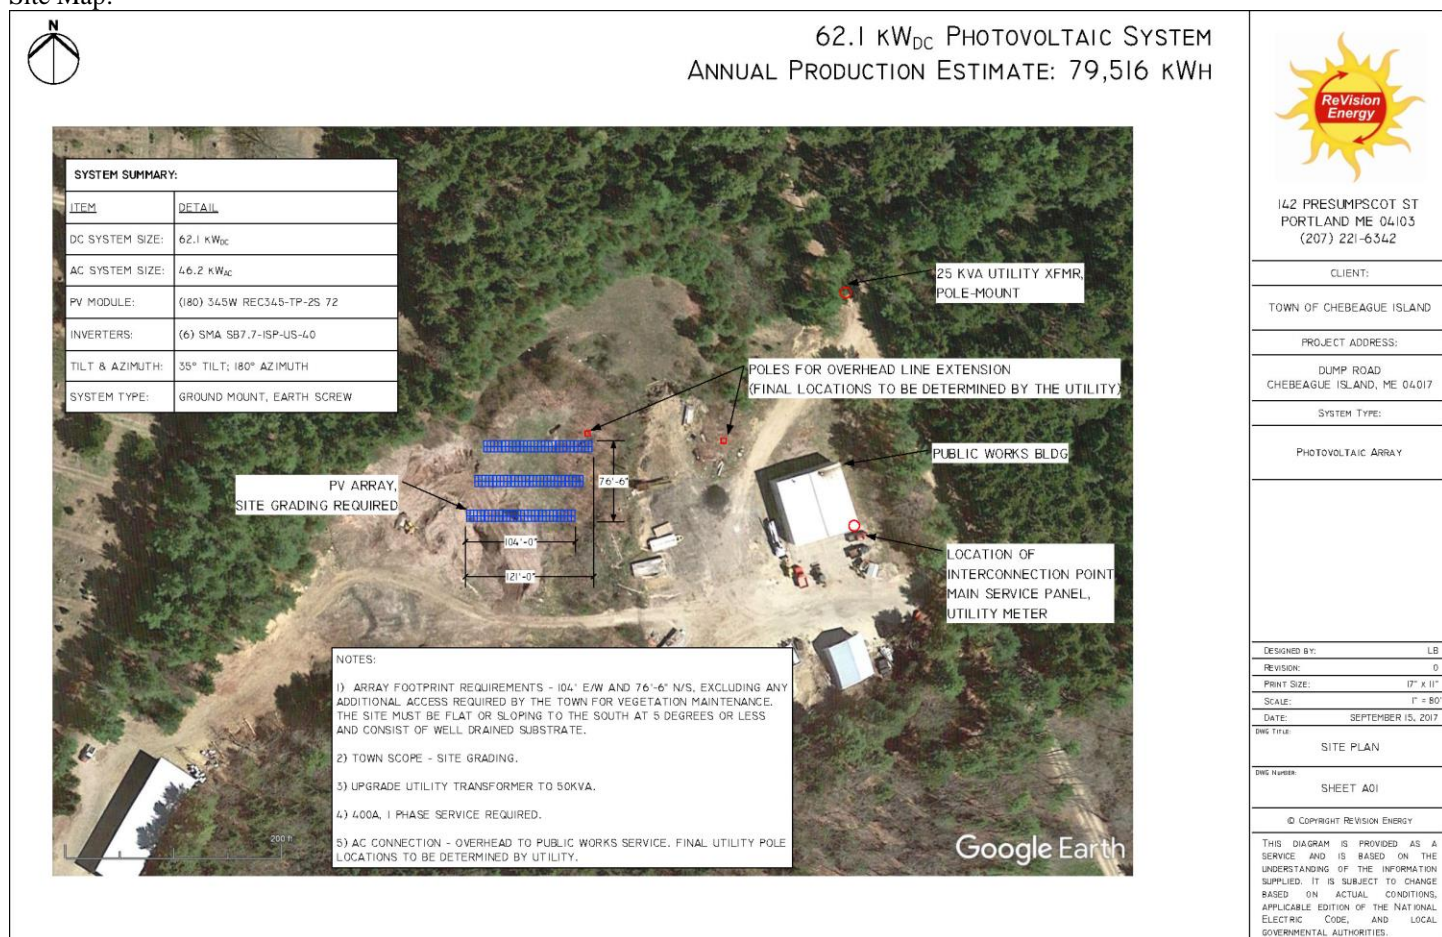 Site Map:
N
62.1 KWDC PHOTOVOLTAIC SYSTEM
ANNUAL PRODUCTION ESTIMATE: 79,516 KWH
SYSTEM SUMMARY:
ITEM DETAIL
DC SYSTEM SIZE: 62.1 KWDC
AC SYSTEM SIZE: 46.2 KWAC
PV MODULE: (180) 345W REC345-TP-2S 72
INVERTERS: (6) SMA SB7.7-1SP-US-40
TILT & AZIMUTH: 35° TILT; 180° AZIMUTH
SYSTEM TYPE: GROUND MOUNT, EARTH SCREW
25 KVA UTILITY XFMR,
POLE-MOUNT
POLES FOR OVERHEAD LINE EXTENSION
(FINAL LOCATIONS TO BE DETERMINED BY THE UTILITY)
PUBLIC WORKS BLDG
PV ARRAY,
SITE GRADING REQUIRED
76'-6"
104'-0"
121'-0"
LOCATION OF
INTERCONNECTION POINT
MAIN SERVICE PANEL,
UTILITY METER
NOTES:
1) ARRAY FOOTPRINT REQUIREMENTS - 104' E/W AND 76'-6" N/S, EXCLUDING ANY
ADDITIONAL ACCESS REQUIRED BY THE TOWN FOR VEGETATION MAINTENANCE.
THE SITE MUST BE FLAT OR SLOPING TO THE SOUTH AT 5 DEGREES OR LESS
AND CONSIST OF WELL DRAINED SUBSTRATE.
2) TOWN SCOPE - SITE GRADING.
3) UPGRADE UTILITY TRANSFORMER TO 50KVA.
4) 400A, 1 PHASE SERVICE REQUIRED.
5) AC CONNECTION - OVERHEAD TO PUBLIC WORKS SERVICE. FINAL UTILITY POLE
LOCATIONS TO BE DETERMINED BY UTILITY.
200 ft
Google Earth
ReVision
Energy
142 PRESUMPSCOT ST
PORTLAND ME 04103
(207) 221-6342
CLIENT:
TOWN OF CHEBEAGUE ISLAND
PROJECT ADDRESS:
DUMP ROAD
CHEBEAGUE ISLAND, ME 04017
SYSTEM TYPE:
PHOTOVOLTAIC ARRAY
DESIGNED BY: LB
REVISION: 0
PRINT SIZE: 17" X 11"
SCALE: 1" = 80'
DATE: SEPTEMBER 15, 2017
DWG TITLE:
SITE PLAN
DWG NUMBER:
SHEET A01
© COPYRIGHT REVISION ENERGY
THIS DIAGRAM IS PROVIDED AS A
SERVICE AND IS BASED ON THE
UNDERSTANDING OF THE INFORMATION
SUPPLIED. IT IS SUBJECT TO CHANGE
BASED ON ACTUAL CONDITIONS,
APPLICABLE EDITION OF THE NATIONAL
ELECTRIC CODE, AND LOCAL
GOVERNMENTAL AUTHORITIES.